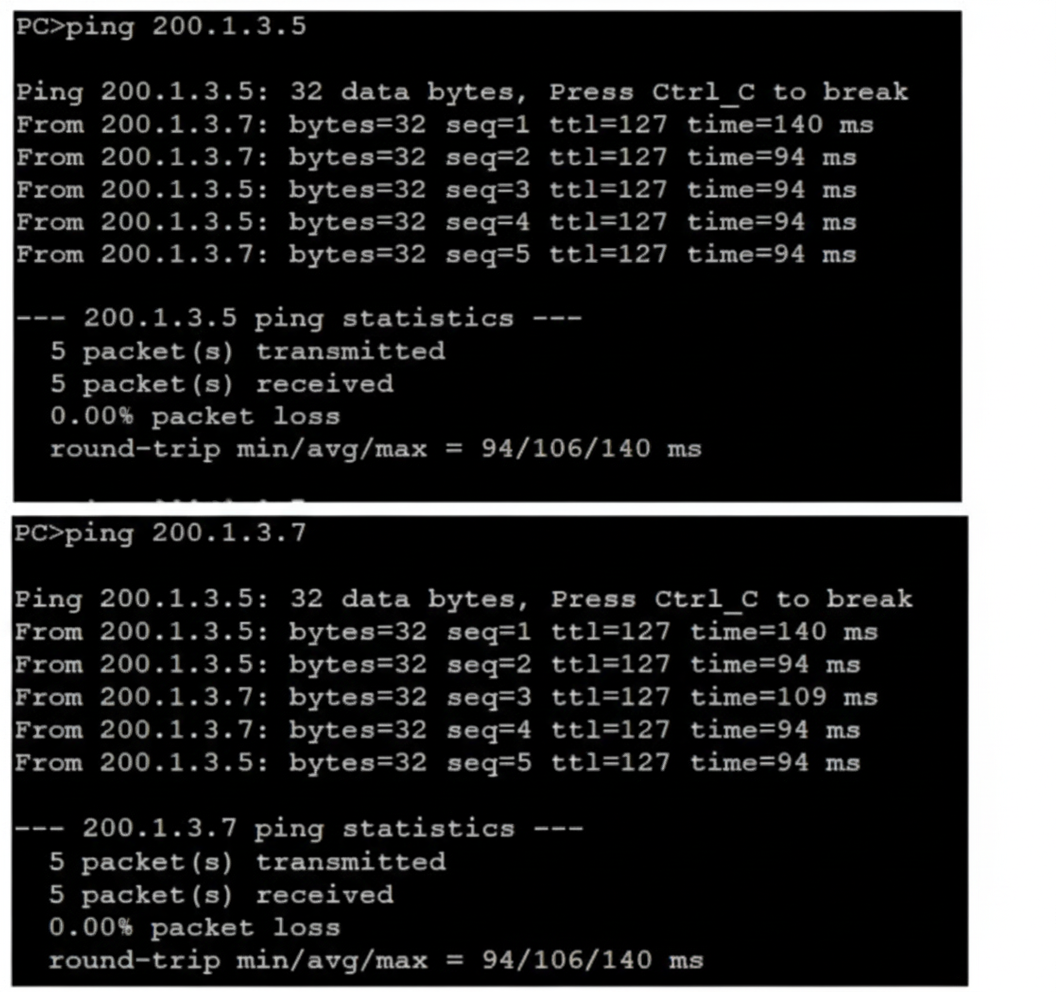 PC>ping 200.1.3.5
Ping 200.1.3.5: 32 data bytes, Press Ctrl_C to break
From 200.1.3.7: bytes=32 seq=1 ttl=127 time=140 ms
From 200.1.3.7: bytes=32 seq=2 ttl=127 time=94 ms
From 200.1.3.5: bytes=32 seq=3 ttl=127 time=94 ms
From 200.1.3.5: bytes=32 seq=4 ttl=127 time=94 ms
From 200.1.3.7: bytes=32 seq=5 ttl=127 time=94 ms
--- 200.1.3.5 ping statistics ---
5 packet(s) transmitted
5 packet(s) received
0.00% packet loss
round-trip min/avg/max = 94/106/140 ms
PC>ping 200.1.3.7
Ping 200.1.3.5: 32 data bytes, Press Ctrl_C to break
From 200.1.3.5: bytes=32 seq=1 ttl=127 time=140 ms
From 200.1.3.5: bytes=32 seq=2 ttl=127 time=94 ms
From 200.1.3.7: bytes=32 seq=3 ttl=127 time=109 ms
From 200.1.3.7: bytes=32 seq=4 ttl=127 time=94 ms
From 200.1.3.5: bytes=32 seq=5 ttl=127 time=94 ms
--- 200.1.3.7 ping statistics ---
5 packet(s) transmitted
5 packet(s) received
0.00% packet loss
round-trip min/avg/max = 94/106/140 ms